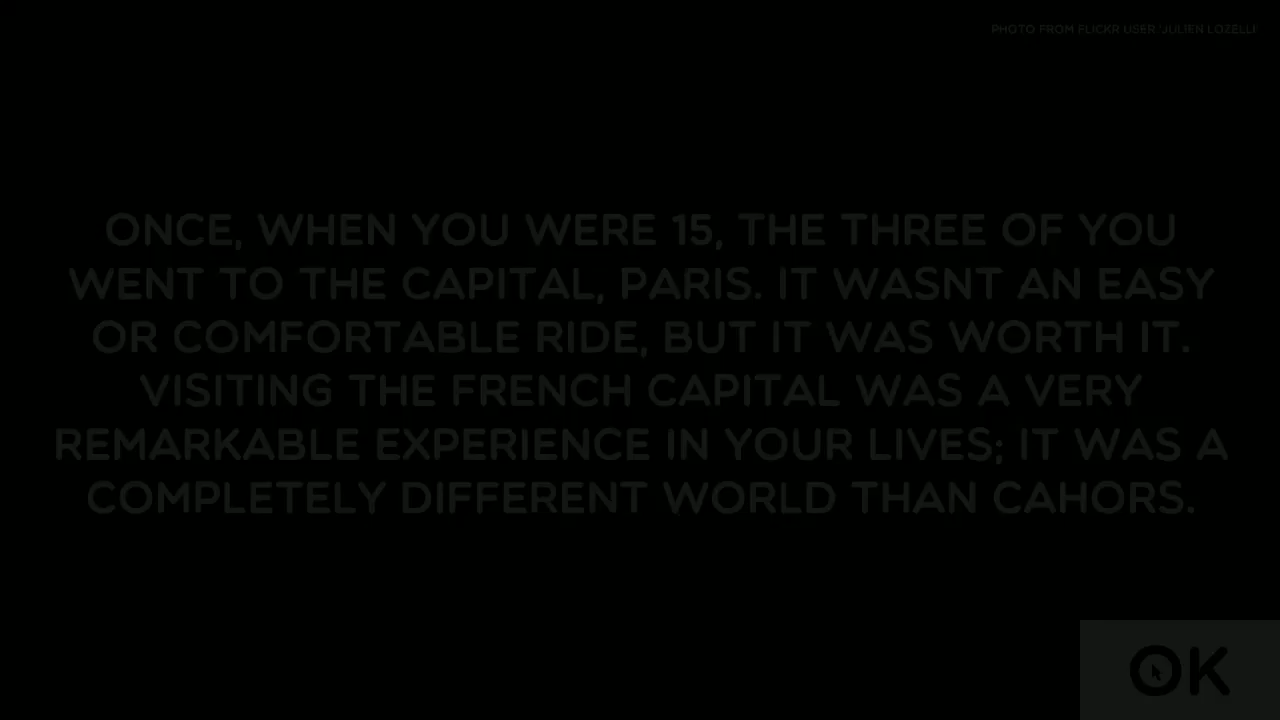 PHOTO FROM FLICKR USER 'JULIEN LOZELLI'
ONCE, WHEN YOU WERE 15, THE THREE OF YOU
WENT TO THE CAPITAL, PARIS. IT WASNT AN EASY
OR COMFORTABLE RIDE, BUT IT WAS WORTH IT.
VISITING THE FRENCH CAPITAL WAS A VERY
REMARKABLE EXPERIENCE IN YOUR LIVES; IT WAS A
COMPLETELY DIFFERENT WORLD THAN CAHORS.
OK